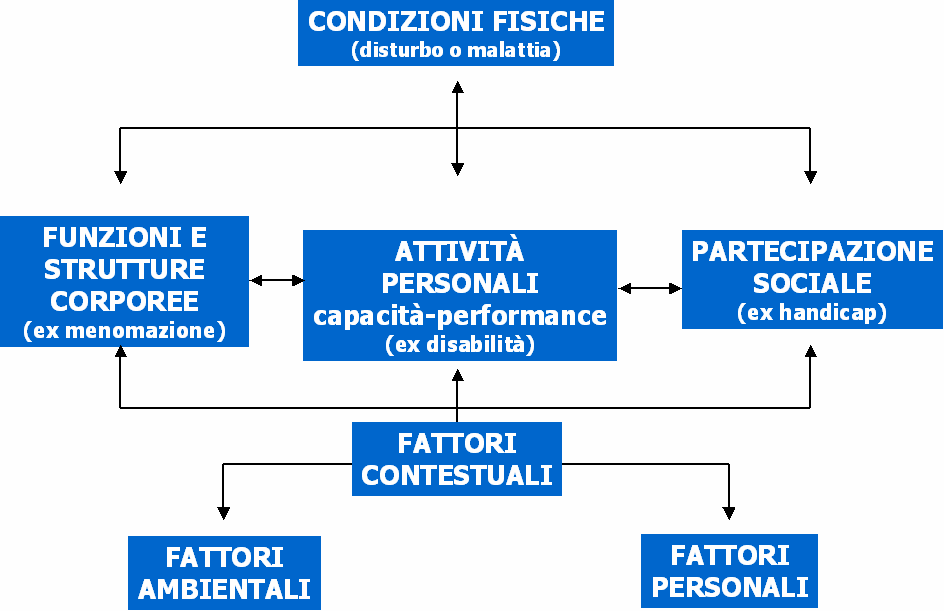 CONDIZIONI FISICHE
(disturbo o malattia)
FUNZIONI E
STRUTTURE
CORPOREE
(ex menomazione)
ATTIVITÀ
PERSONALI
capacità-performance
(ex disabilità)
PARTECIPAZIONE
SOCIALE
(ex handicap)
FATTORI
CONTESTUALI
FATTORI
AMBIENTALI
FATTORI
PERSONALI